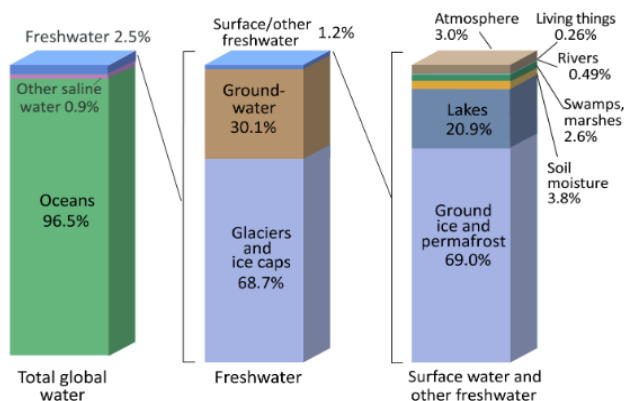 Freshwater 2.5%
Other saline
water 0.9%
Oceans
96.5%
Total global
water
Surface/other
freshwater
1.2%
Ground-
water
30.1%
Glaciers and
ice caps
68.7%
Freshwater
Atmosphere
3.0%
Living things
0.26%
Rivers
0.49%
Swamps,
marshes
2.6%
Soil
moisture
3.8%
Lakes
20.9%
Ground
ice and
permafrost
69.0%
Surface water and
other freshwater